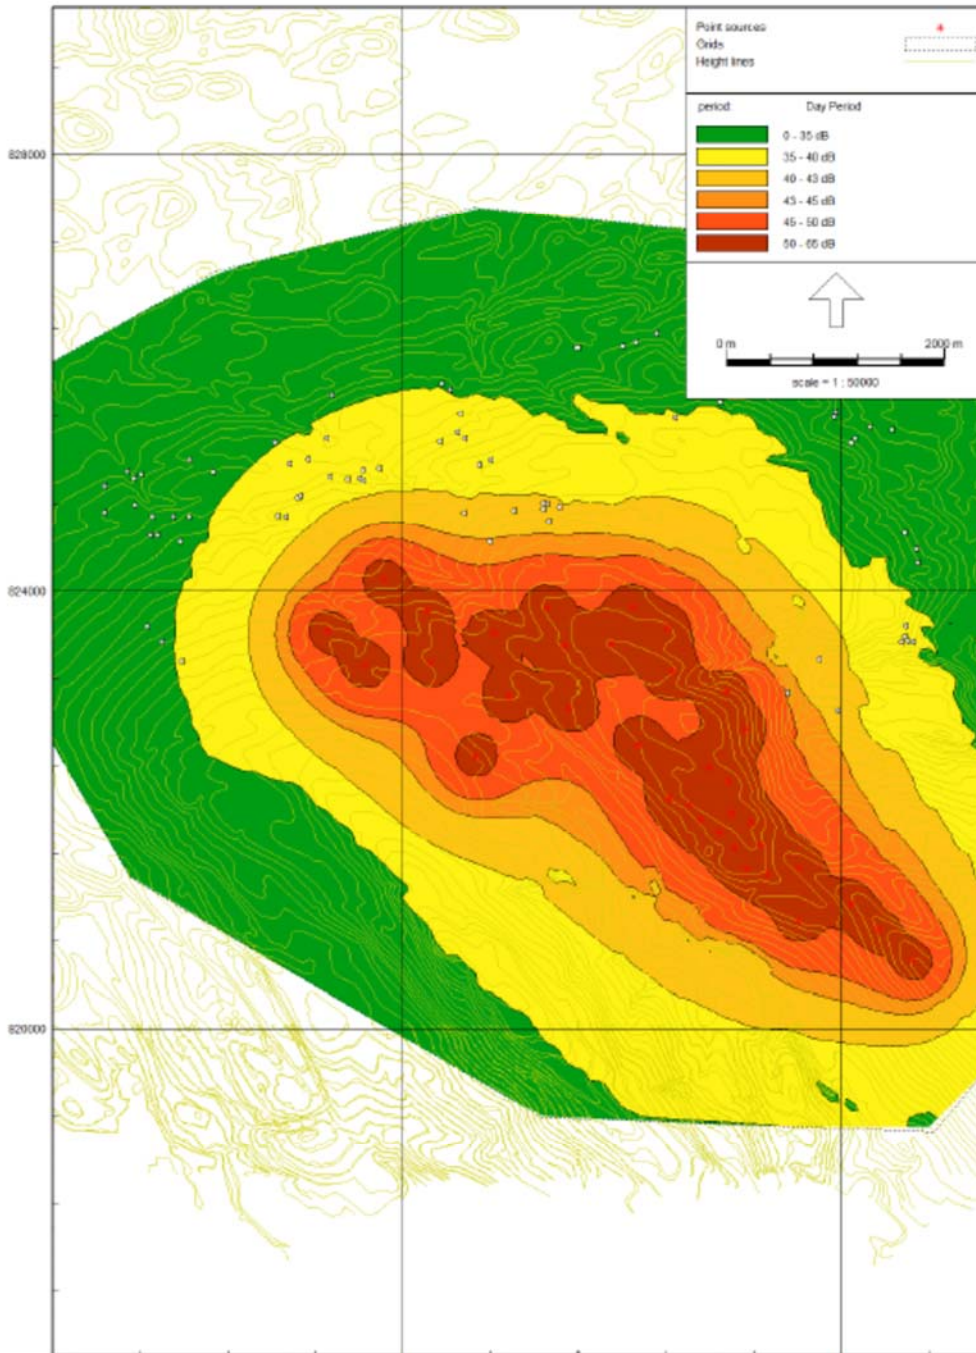 Point sources
Grids
Height lines
period: Day Period
0 - 35 dB
35 - 40 dB
40 - 43 dB
43 - 45 dB
45 - 50 dB
50 - 65 dB
0 m 2000 m
scale = 1 : 50000
828000
824000
820000